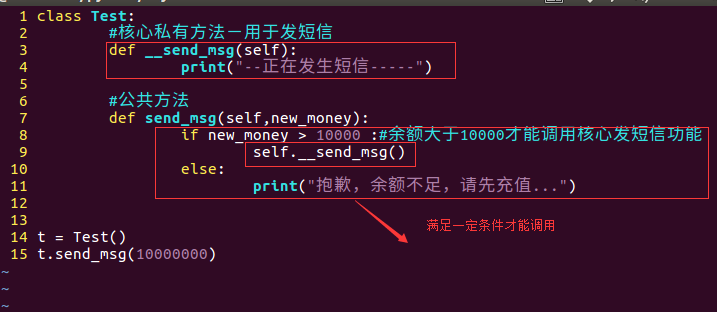 1 class Test:
2 #核心私有方法－用于发短信
3 def __send_msg(self):
4 print("--正在发生短信-----")
5
6 #公共方法
7 def send_msg(self,new_money):
8 if new_money > 10000 :#余额大于10000才能调用核心发短信功能
9 self.__send_msg()
10 else:
11 print("抱歉，余额不足，请先充值...")
12
13
满足一定条件才能调用
14 t = Test()
15 t.send_msg(10000000)
~
~
~